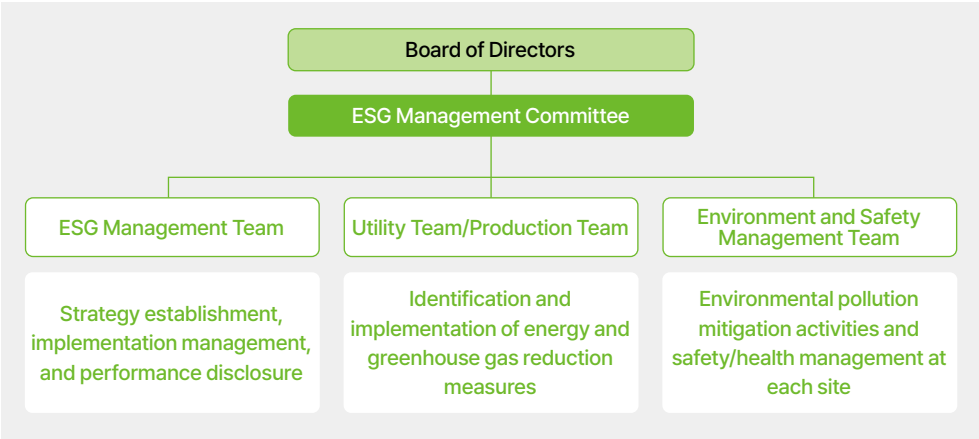 Board of Directors
ESG Management Committee
ESG Management Team
Utility Team/Production Team
Environment and Safety
Management Team
Strategy establishment,
implementation management,
and performance disclosure
Identification and
implementation of energy and
greenhouse gas reduction
measures
Environmental pollution
mitigation activities and
safety/health management at
each site